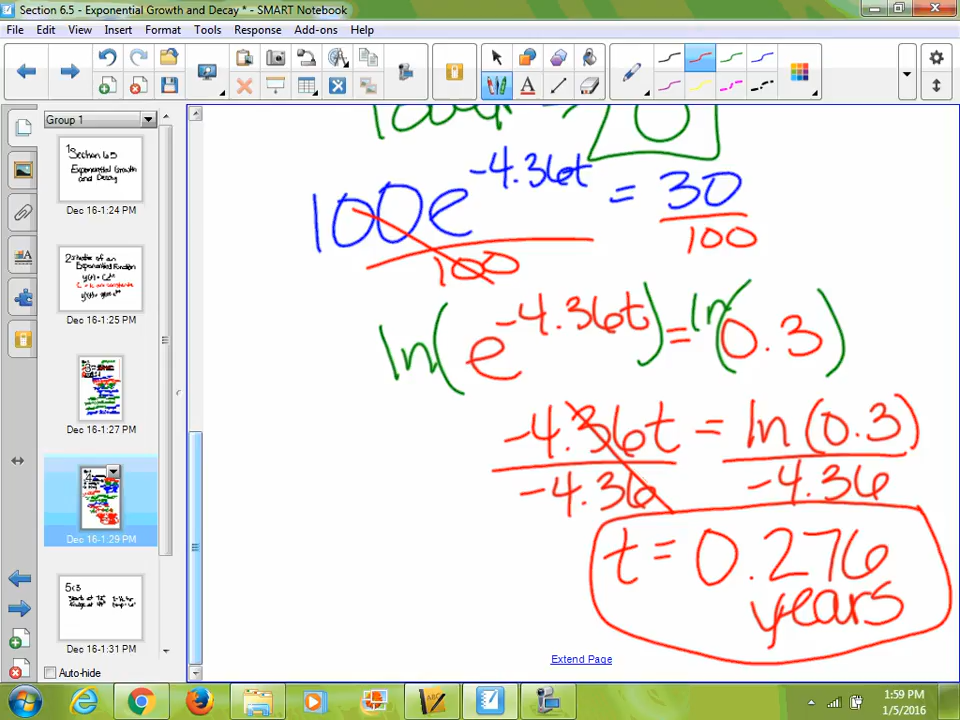 Section 6.5 - Exponential Growth and Decay * - SMART Notebook
File Edit View Insert Format Tools Response Add-ons Help
Group 1
Section 6.5
Exponential Growth
and Decay
Dec 16-1:24 PM
Exponential Function
Dec 16-1:25 PM
Dec 16-1:27 PM
Dec 16-1:29 PM
Dec 16-1:31 PM
Auto-hide
100e^-4.36t = 30
100 100
ln(e^-4.36t) = ln(0.3)
-4.36t = ln(0.3)
-4.36 -4.36
t = 0.276
years
Extend Page
1:59 PM
1/5/2016